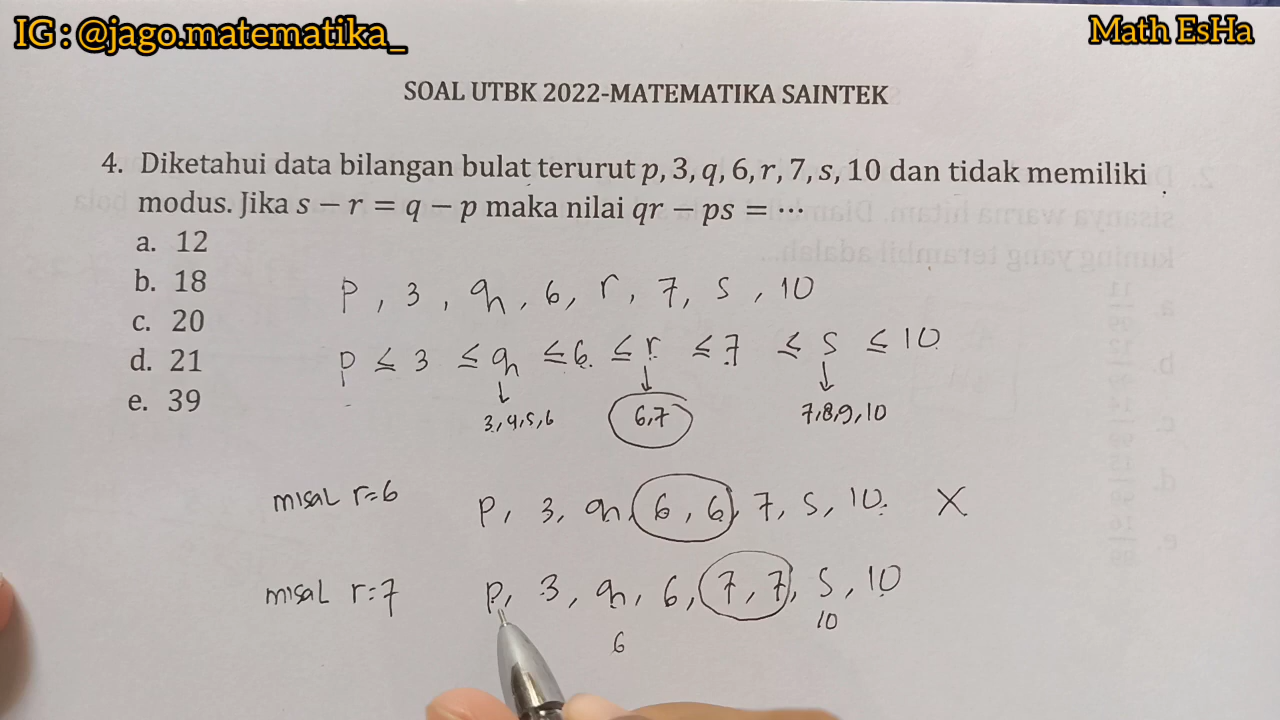 IG : @jago.matematika_
Math EsHa
SOAL UTBK 2022-MATEMATIKA SAINTEK
4. Diketahui data bilangan bulat terurut p, 3, q, 6, r, 7, s, 10 dan tidak memiliki
modus. Jika s − r = q − p maka nilai qr − ps = ⋯
a. 12
b. 18
c. 20
d. 21
e. 39
p, 3, q, 6, r, 7, s, 10
p ≤ 3 ≤ q ≤ 6 ≤ r ≤ 7 ≤ s ≤ 10
3,4,5,6
6,7
7,8,9,10
misal r=6 p, 3, q, 6, 6, 7, s, 10 X
misal r=7 p, 3, q, 6, 7, 7, s, 10
6
10